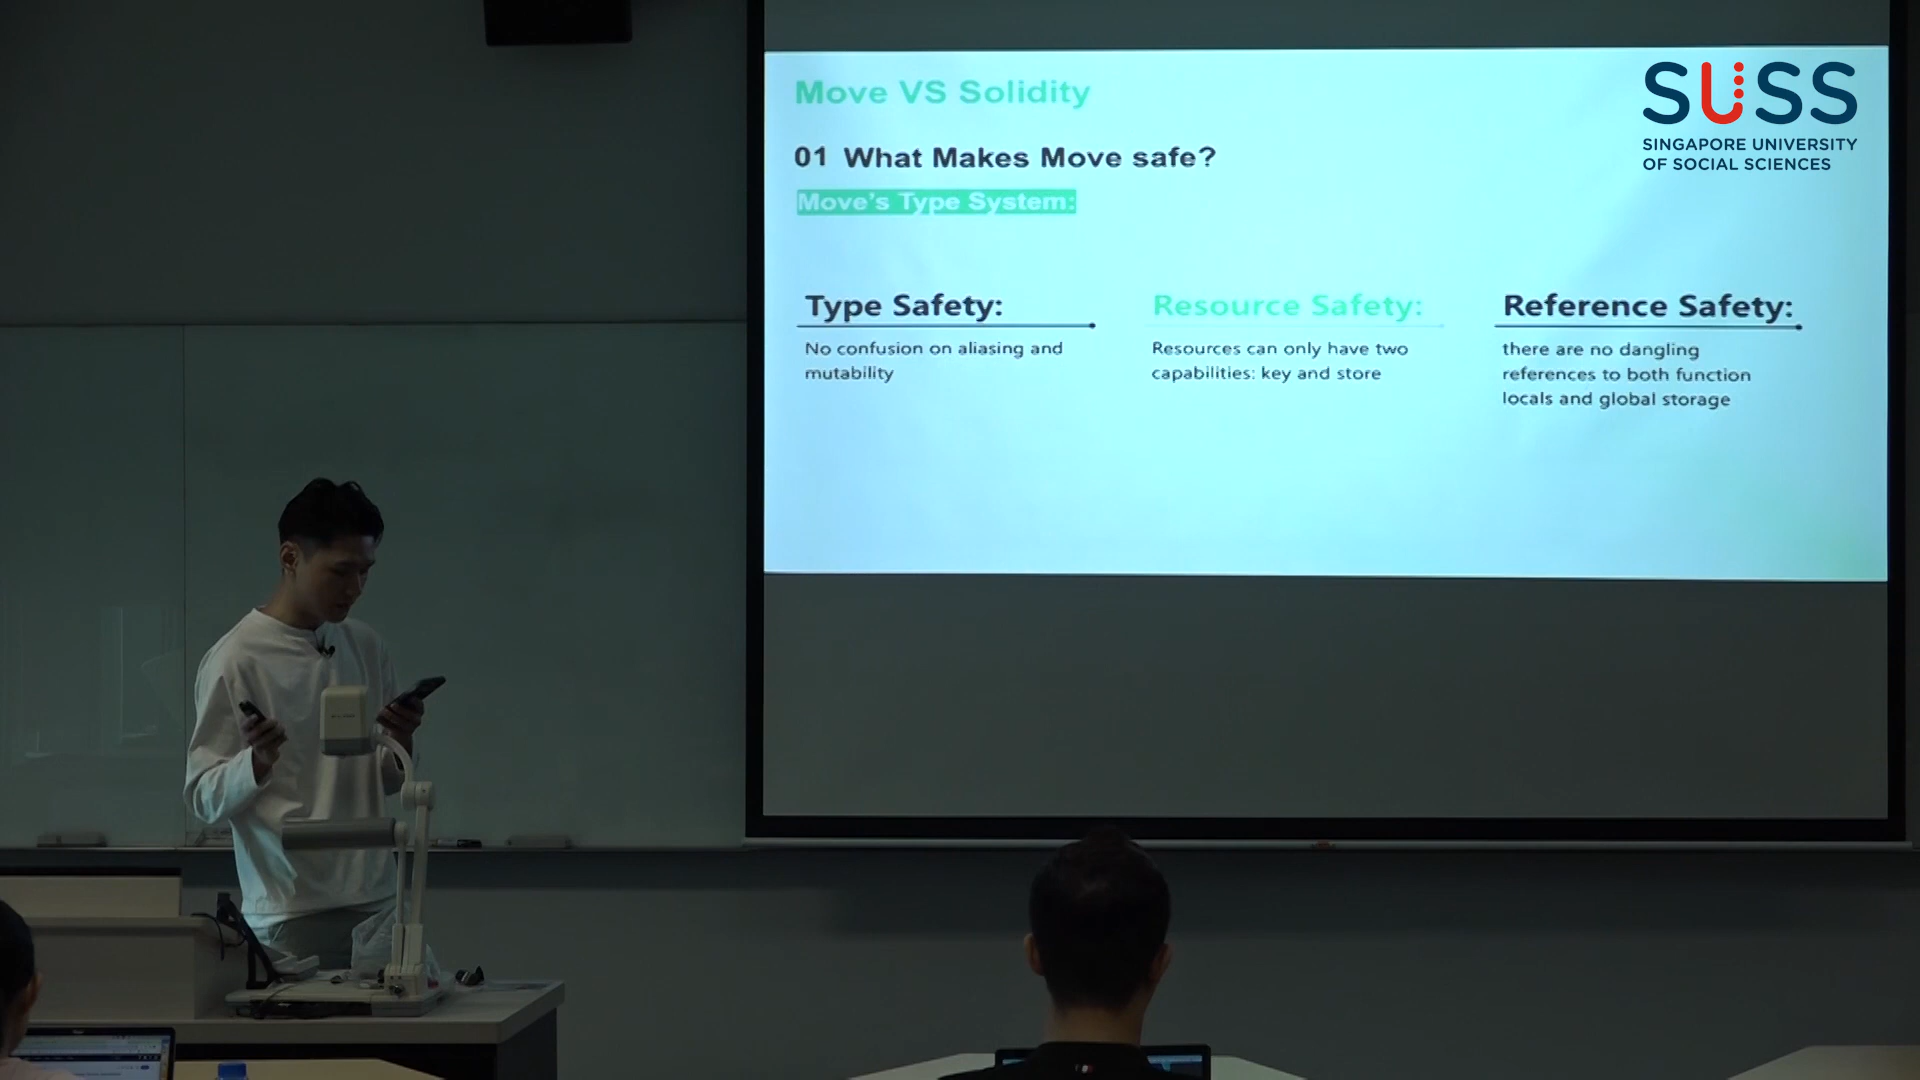 Move VS Solidity
01 What Makes Move safe?
Move's Type System:
Type Safety:
No confusion on aliasing and
mutability
Resource Safety:
Resources can only have two
capabilities: key and store
Reference Safety:
there are no dangling
references to both function
locals and global storage
SUSS
SINGAPORE UNIVERSITY
OF SOCIAL SCIENCES